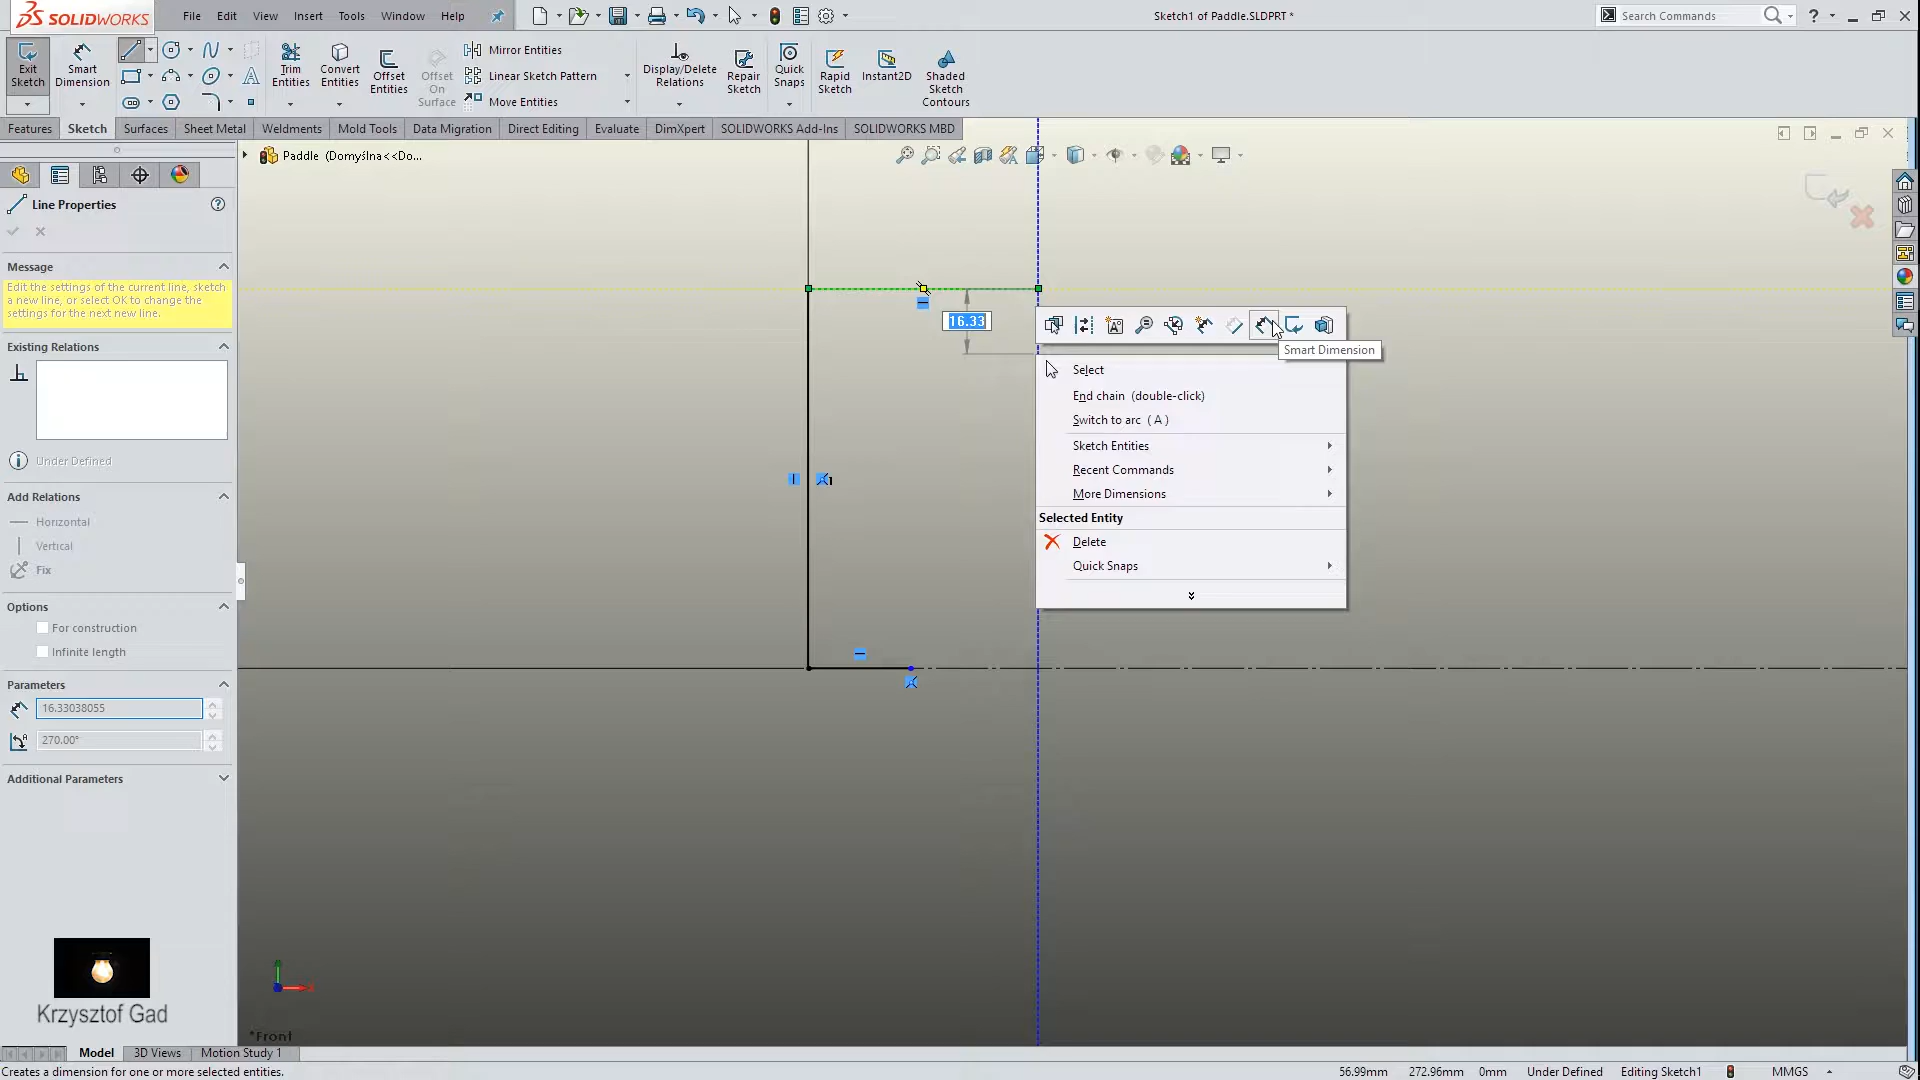 SOLIDWORKS
File Edit View Insert Tools Window Help
Sketch1 of Paddle.SLDPRT *
Search Commands
Exit Sketch
Smart Dimension
Trim Entities
Convert Entities
Offset Entities
Offset On Surface
Mirror Entities
Linear Sketch Pattern
Move Entities
Display/Delete Relations
Repair Sketch
Quick Snaps
Rapid Sketch
Instant2D
Shaded Sketch Contours
Features Sketch Surfaces Sheet Metal Weldments Mold Tools Data Migration Direct Editing Evaluate DimXpert SOLIDWORKS Add-Ins SOLIDWORKS MBD
Paddle (Domyślna<<Do...
Line Properties
Message
Edit the settings of the current line, sketch
a new line, or select OK to change the
settings for the next new line.
Existing Relations
Under Defined
Add Relations
Horizontal
Vertical
Fix
Options
For construction
Infinite length
Parameters
16.33038055
270.00°
Additional Parameters
16.33
1
Smart Dimension
Select
End chain (double-click)
Switch to arc (A)
Sketch Entities
Recent Commands
More Dimensions
Selected Entity
Delete
Quick Snaps
Krzysztof Gad
*Front
Model 3D Views Motion Study 1
Creates a dimension for one or more selected entities.
56.99mm 272.96mm 0mm Under Defined Editing Sketch1 MMGS